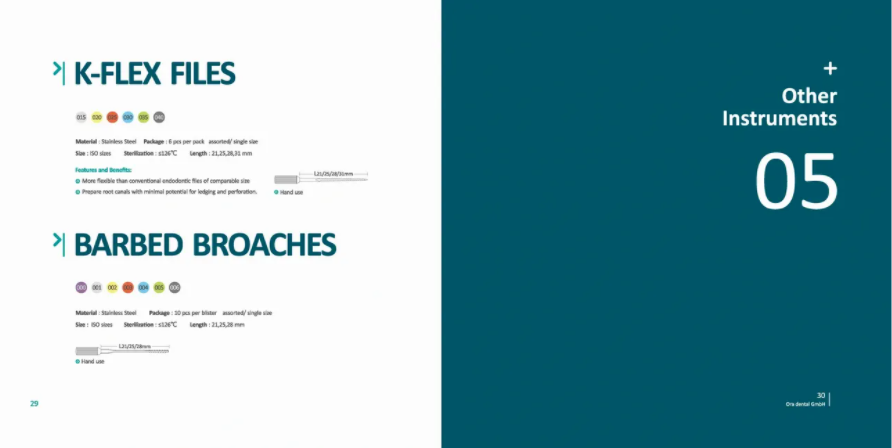 K-FLEX FILES
015 020 025 030 035 040
Material : Stainless Steel Package : 6 pcs per pack assorted/ single size
Size : ISO sizes Sterilization : ≤126℃ Length : 21,25,28,31 mm
Features and Benefits:
More flexible than conventional endodontic files of comparable size
Prepare root canals with minimal potential for ledging and perforation.
L21/25/28/31mm
Hand use
BARBED BROACHES
000 001 002 003 004 005 006
Material : Stainless Steel Package : 10 pcs per blister assorted/ single size
Size : ISO sizes Sterilization : ≤126℃ Length : 21,25,28 mm
L21/25/28mm
Hand use
29
+
Other
Instruments
05
30
Ora dental GmbH